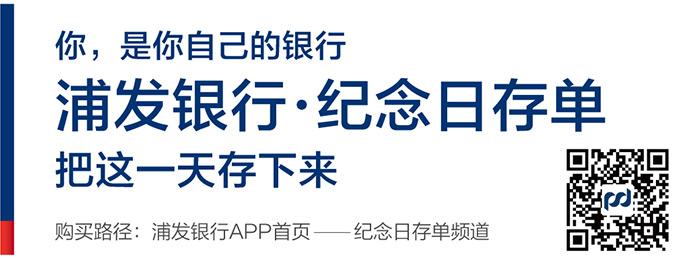 你，是你自己的银行
浦发银行·纪念日存单
把这一天存下来
购买路径：浦发银行APP首页——纪念日存单频道